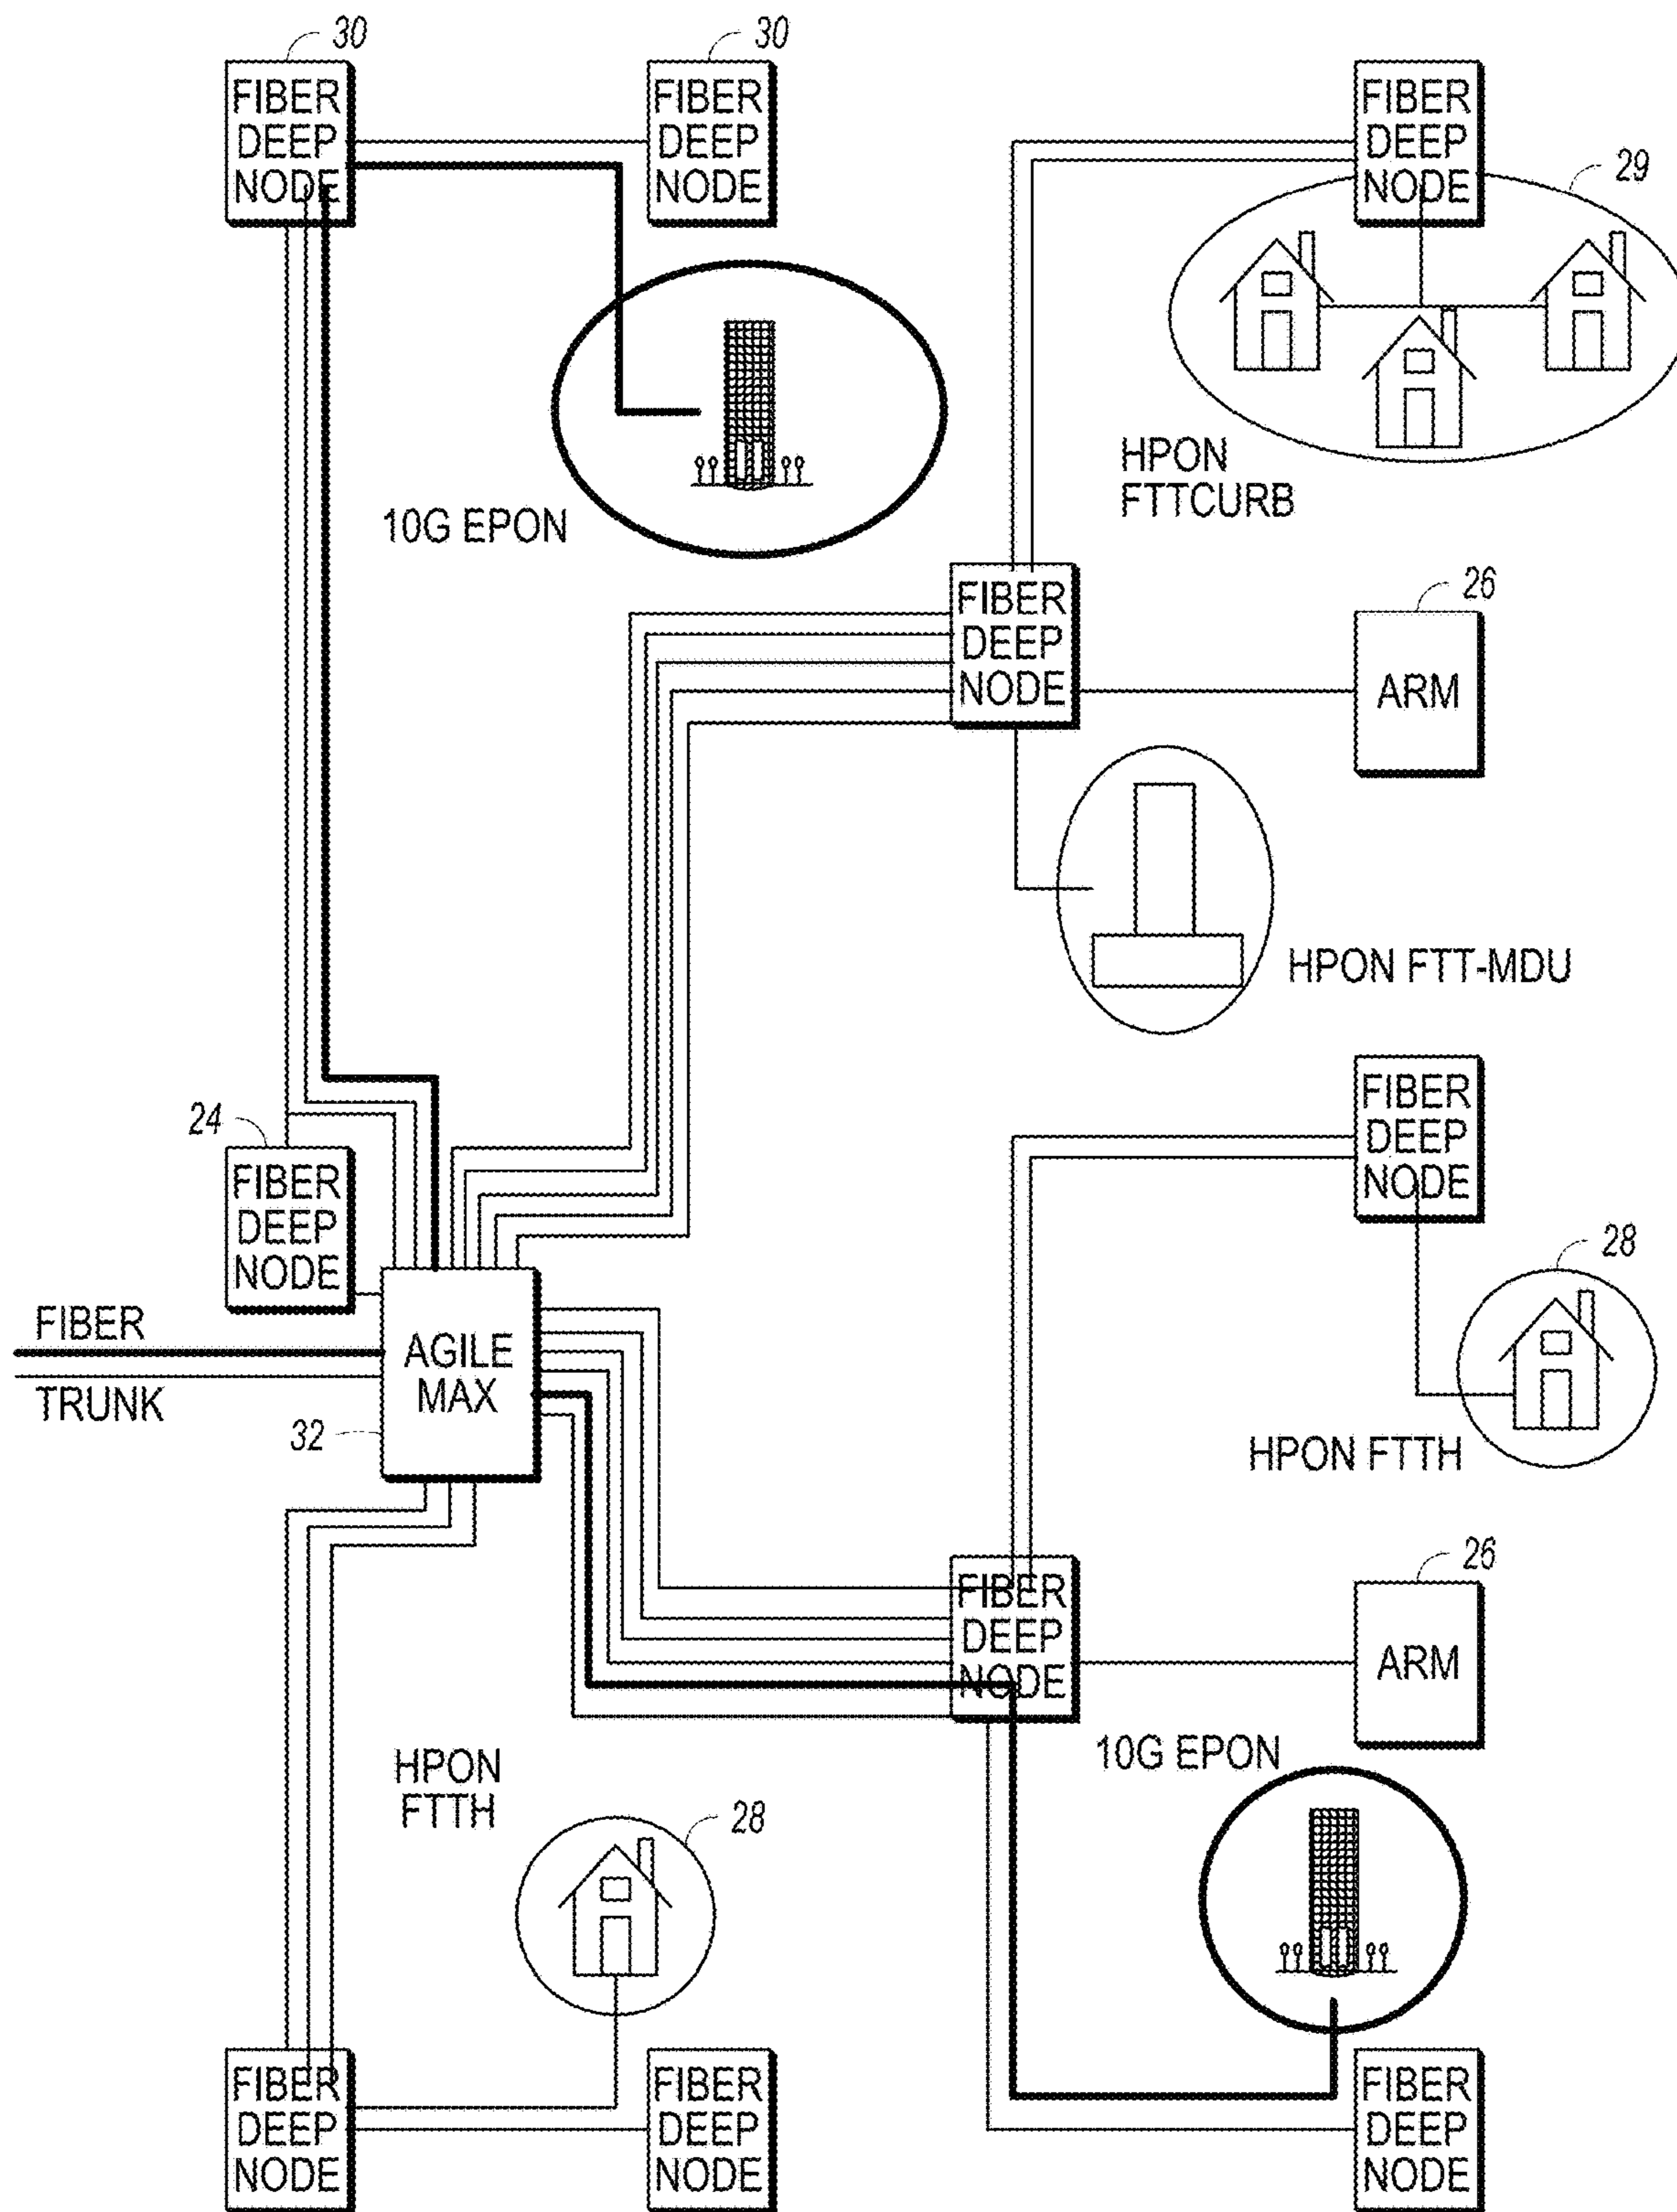 30
30
FIBER
DEEP
NODE
FIBER
DEEP
NODE
FIBER
DEEP
NODE
29
10G EPON
HPON
FTTCURB
FIBER
DEEP
NODE
26
ARM
HPON FTT-MDU
24
FIBER
DEEP
NODE
FIBER
DEEP
NODE
28
FIBER
TRUNK
32
AGILE
MAX
HPON FTTH
FIBER
DEEP
NODE
26
ARM
10G EPON
HPON
FTTH
28
FIBER
DEEP
NODE
FIBER
DEEP
NODE
FIBER
DEEP
NODE